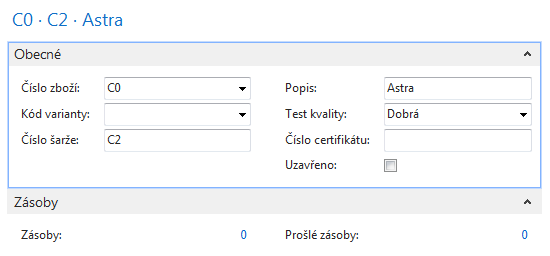 C0 · C2 · Astra
Obecné
Číslo zboží: C0 Popis: Astra
Kód varianty: Test kvality: Dobrá
Číslo šarže: C2 Číslo certifikátu:
Uzavřeno:
Zásoby
Zásoby: 0 Prošlé zásoby: 0